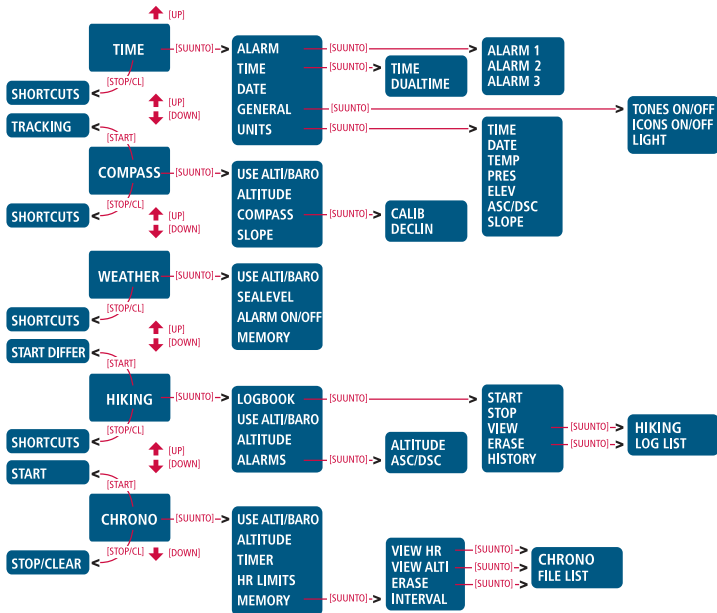 [UP]
TIME
[SUUNTO]
[STOP/CL]
SHORTCUTS
ALARM
TIME
DATE
GENERAL
UNITS
[SUUNTO]
[SUUNTO]
[SUUNTO]
[SUUNTO]
ALARM 1
ALARM 2
ALARM 3
TIME
DUALTIME
TONES ON/OFF
ICONS ON/OFF
LIGHT
TIME
DATE
TEMP
PRES
ELEV
ASC/DSC
SLOPE
[UP]
[DOWN]
TRACKING
[START]
COMPASS
[SUUNTO]
[STOP/CL]
SHORTCUTS
USE ALTI/BARO
ALTITUDE
COMPASS
SLOPE
[SUUNTO]
CALIB
DECLIN
[UP]
[DOWN]
WEATHER
[SUUNTO]
[STOP/CL]
SHORTCUTS
USE ALTI/BARO
SEALEVEL
ALARM ON/OFF
MEMORY
[UP]
[DOWN]
START DIFFER
[START]
HIKING
[SUUNTO]
[STOP/CL]
SHORTCUTS
LOGBOOK
USE ALTI/BARO
ALTITUDE
ALARMS
[SUUNTO]
[SUUNTO]
ALTITUDE
ASC/DSC
START
STOP
VIEW
ERASE
HISTORY
[SUUNTO]
[SUUNTO]
HIKING
LOG LIST
[UP]
[DOWN]
START
[START]
CHRONO
[SUUNTO]
[STOP/CL]
[DOWN]
STOP/CLEAR
USE ALTI/BARO
ALTITUDE
TIMER
HR LIMITS
MEMORY
[SUUNTO]
VIEW HR
VIEW ALTI
ERASE
INTERVAL
[SUUNTO]
[SUUNTO]
[SUUNTO]
CHRONO
FILE LIST